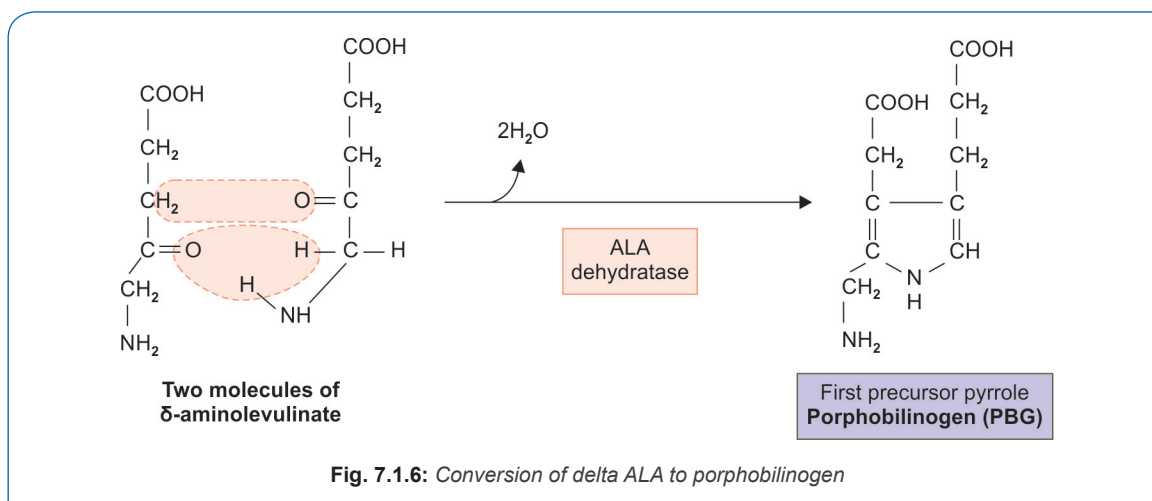 COOH
CH₂
CH₂
C=O
CH₂
NH₂
COOH
CH₂
CH₂
O=C
H—C—H
H
NH
Two molecules of
δ-aminolevulinate
2H₂O
ALA
dehydratase
COOH
CH₂
C
C
CH₂
NH₂
COOH
CH₂
CH₂
C
CH
N
H
First precursor pyrrole
Porphobilinogen (PBG)
Fig. 7.1.6: Conversion of delta ALA to porphobilinogen